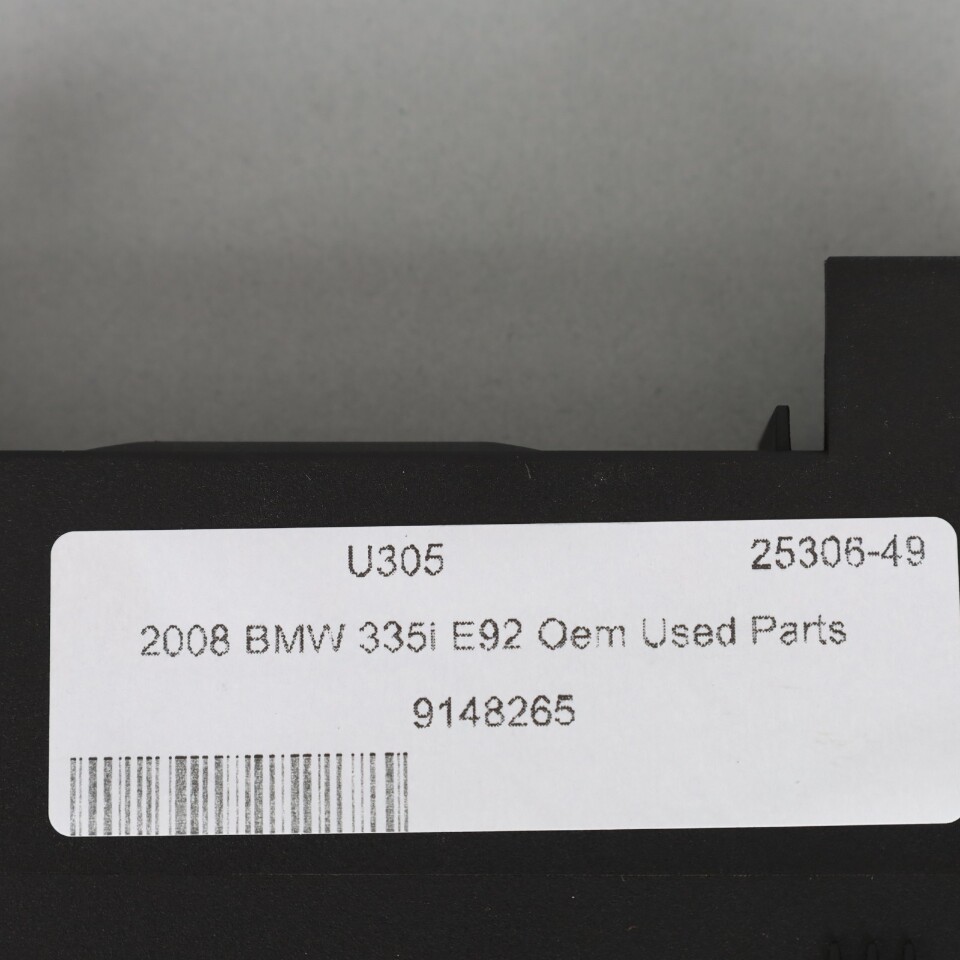 U305 25306-49
2008 BMW 335i E92 Oem Used Parts
9148265